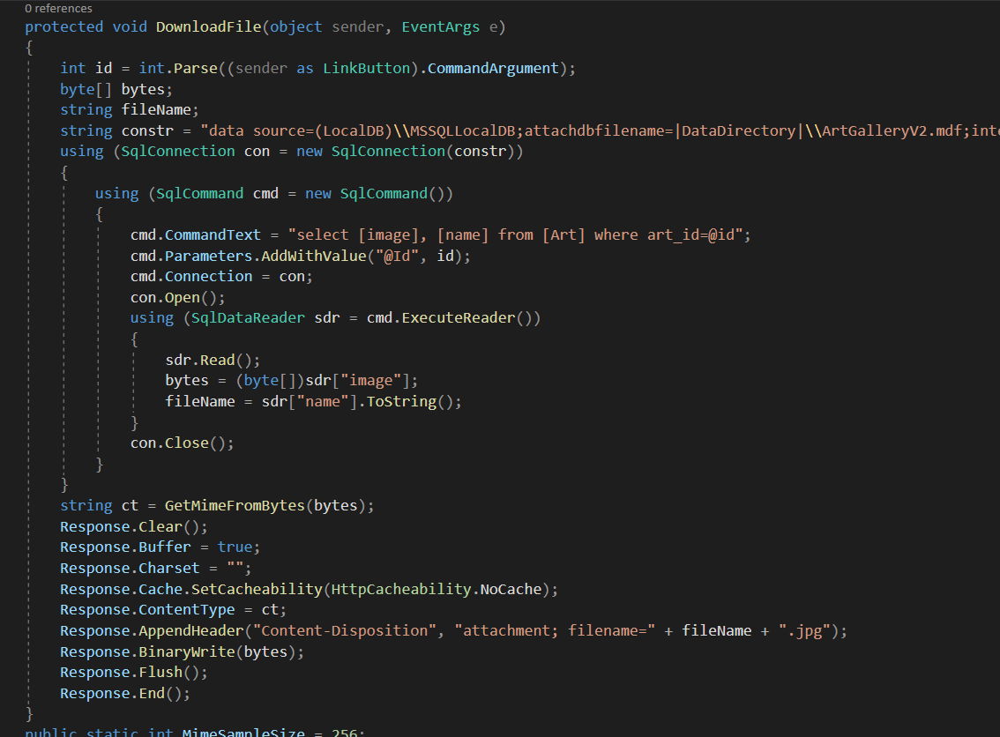 0 references
protected void DownloadFile(object sender, EventArgs e)
{
int id = int.Parse((sender as LinkButton).CommandArgument);
byte[] bytes;
string fileName;
string constr = "data source=(LocalDB)\\MSSQLLocalDB;attachdbfilename=|DataDirectory|\\ArtGalleryV2.mdf;inte
using (SqlConnection con = new SqlConnection(constr))
{
using (SqlCommand cmd = new SqlCommand())
{
cmd.CommandText = "select [image], [name] from [Art] where art_id=@id";
cmd.Parameters.AddWithValue("@Id", id);
cmd.Connection = con;
con.Open();
using (SqlDataReader sdr = cmd.ExecuteReader())
{
sdr.Read();
bytes = (byte[])sdr["image"];
fileName = sdr["name"].ToString();
}
con.Close();
}
}
string ct = GetMimeFromBytes(bytes);
Response.Clear();
Response.Buffer = true;
Response.Charset = "";
Response.Cache.SetCacheability(HttpCacheability.NoCache);
Response.ContentType = ct;
Response.AppendHeader("Content-Disposition", "attachment; filename=" + fileName + ".jpg");
Response.BinaryWrite(bytes);
Response.Flush();
Response.End();
}
public static int MimeSampleSize = 256;